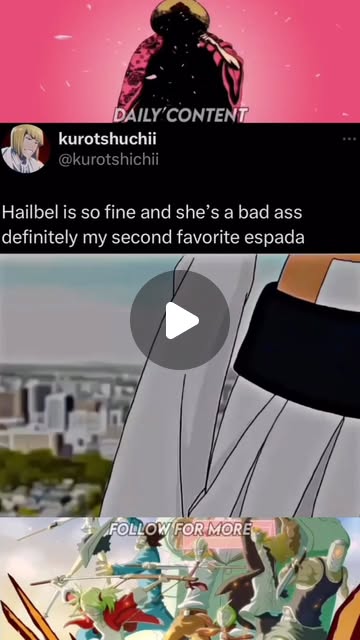 DAILY CONTENT
kurotshuchii
@kurotshichii
Hailbel is so fine and she's a bad ass
definitely my second favorite espada
FOLLOW FOR MORE